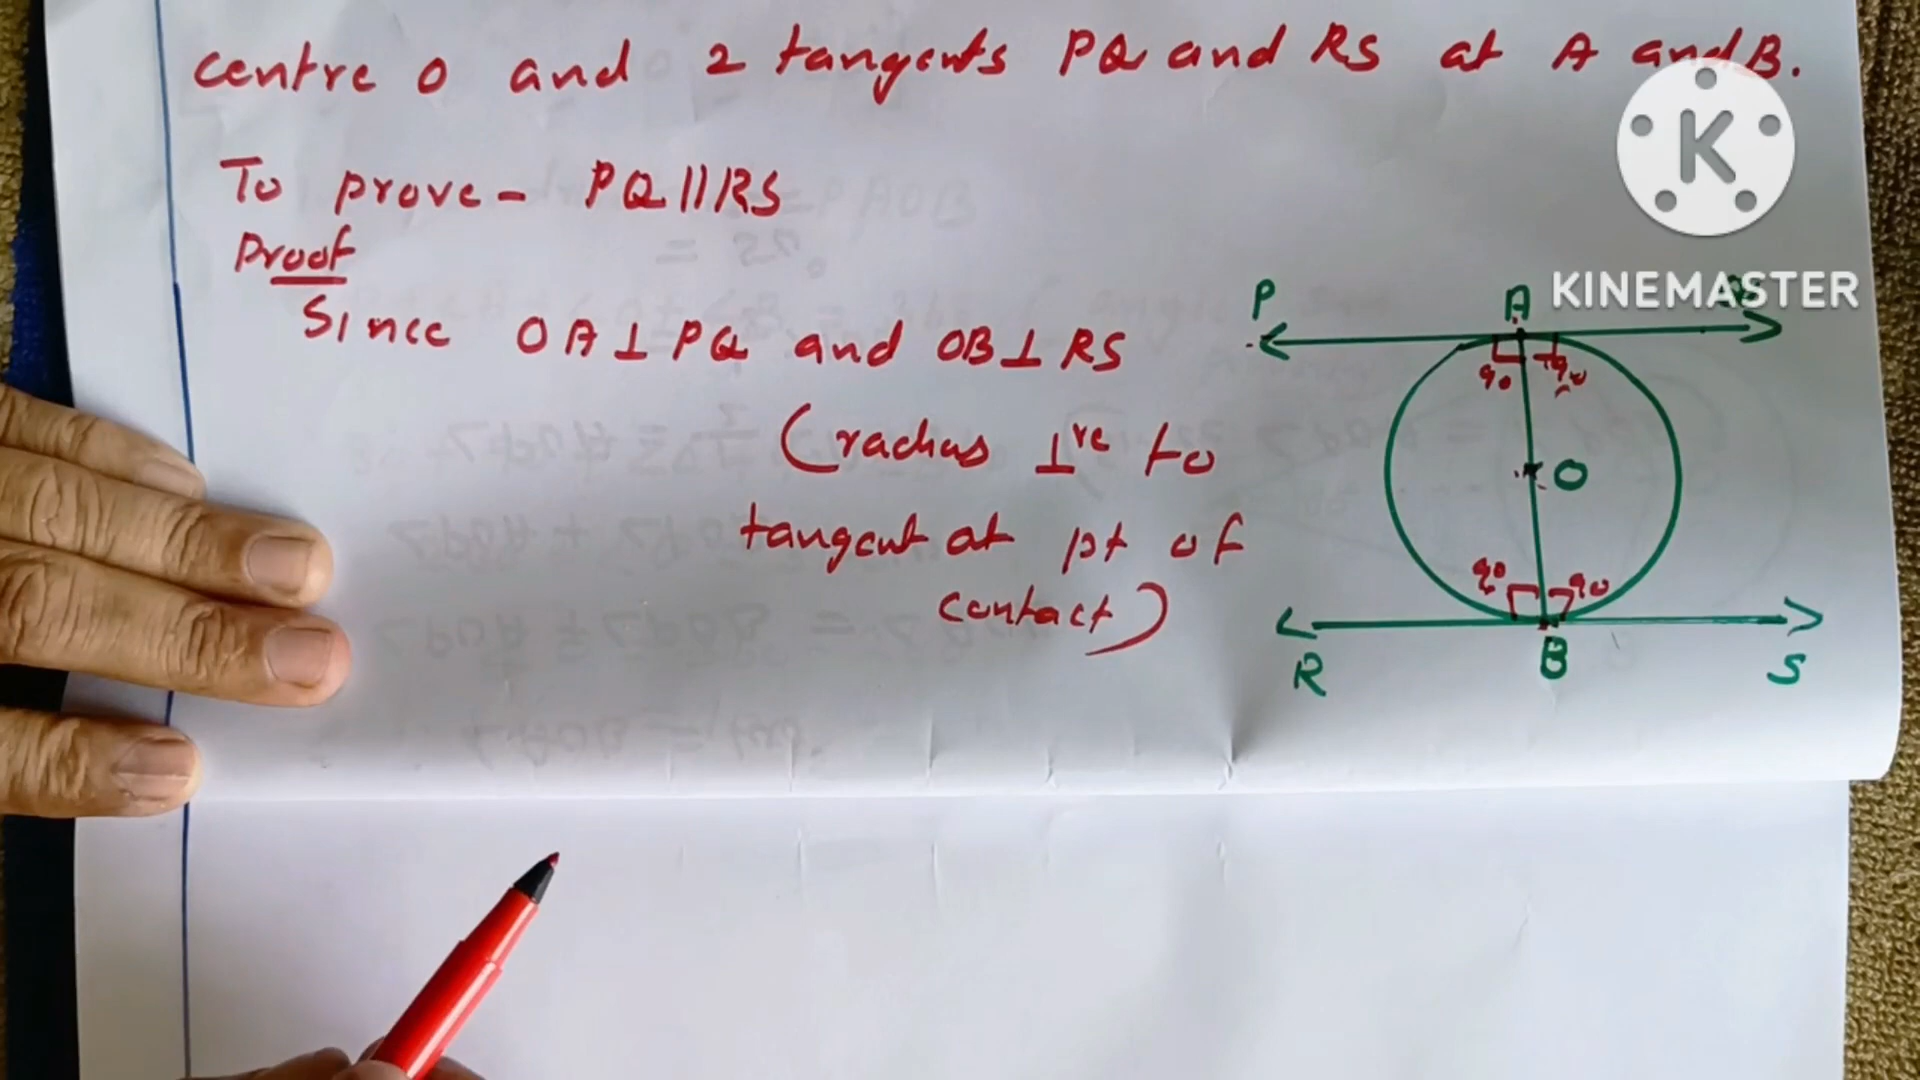 centre O and 2 tangents PQ and RS at A and B.
To prove - PQ || RS
Proof
Since OA ⊥ PQ and OB ⊥ RS
(radius ⊥re to
tangent at pt of
contact)
K
KINEMASTER
P A
90 90
O
90 90
R B S